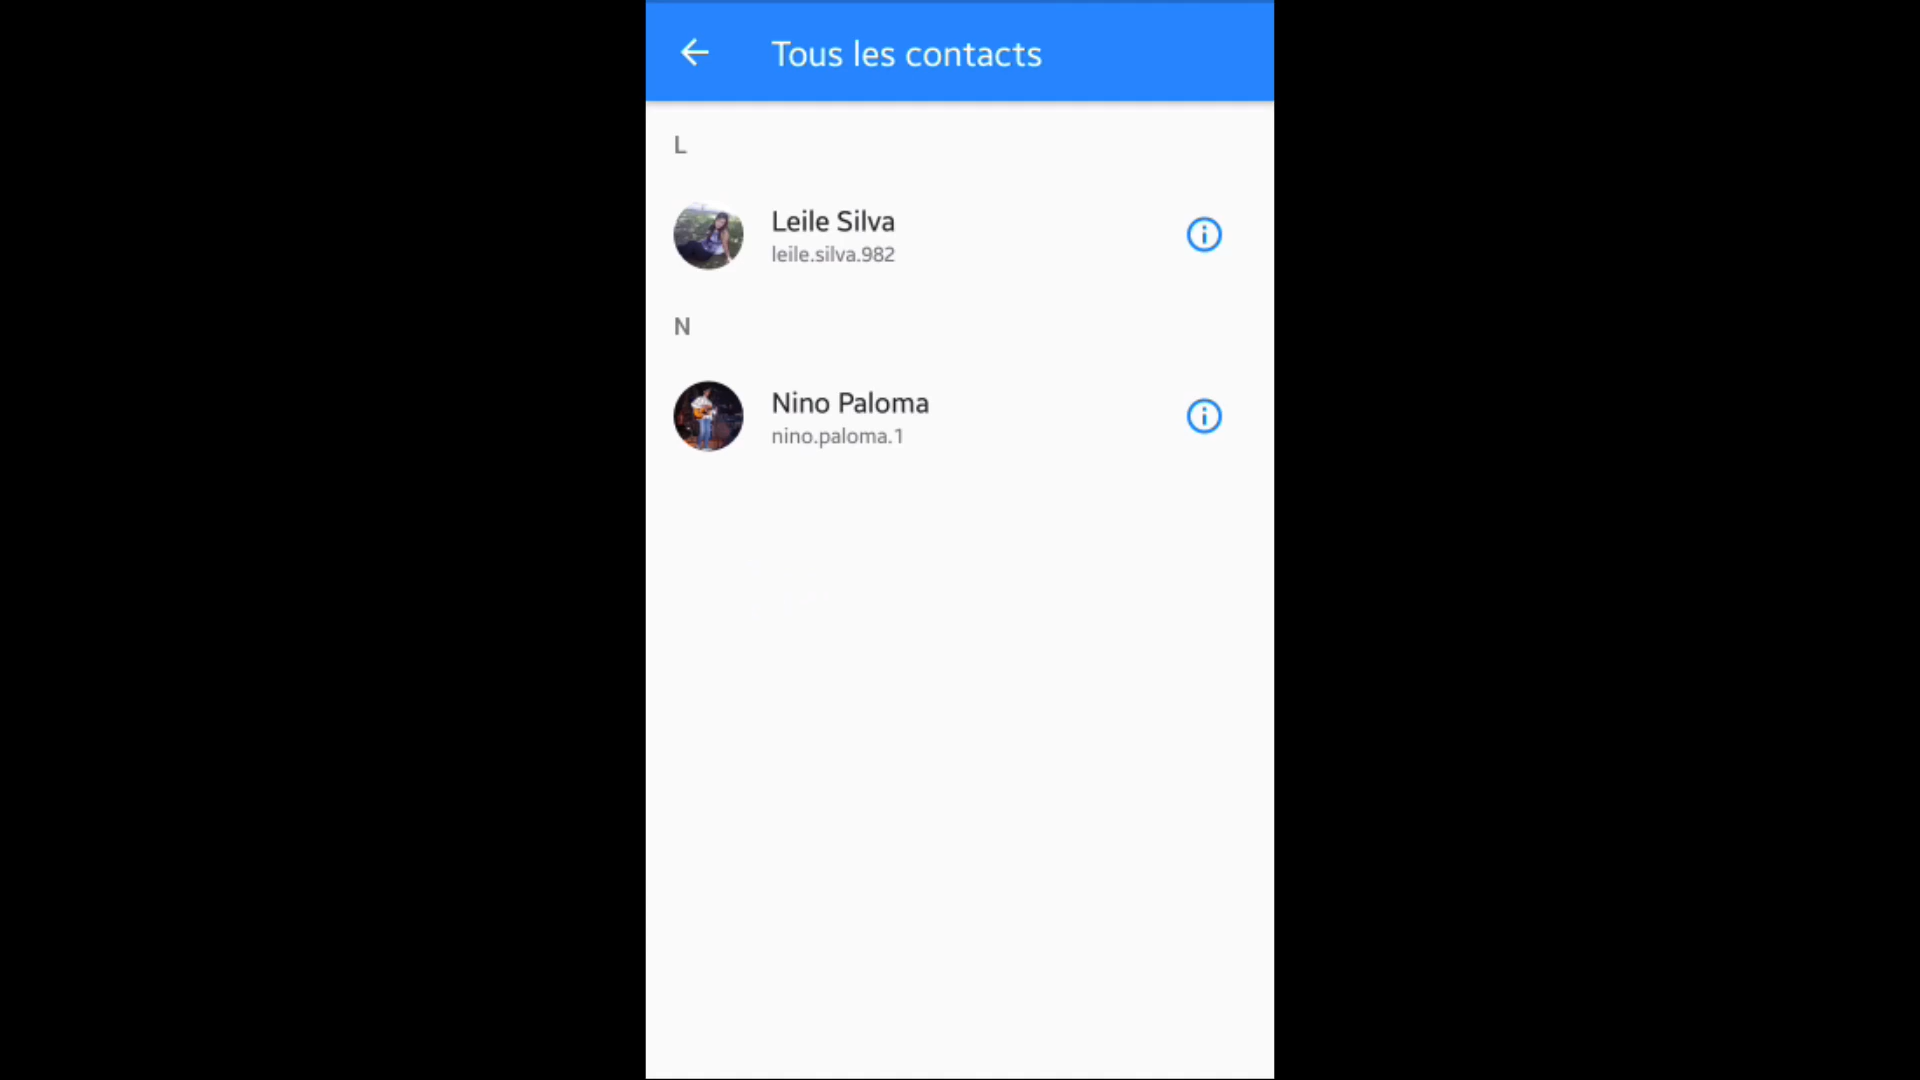 Tous les contacts
L
Leile Silva
leile.silva.982
N
Nino Paloma
nino.paloma.1